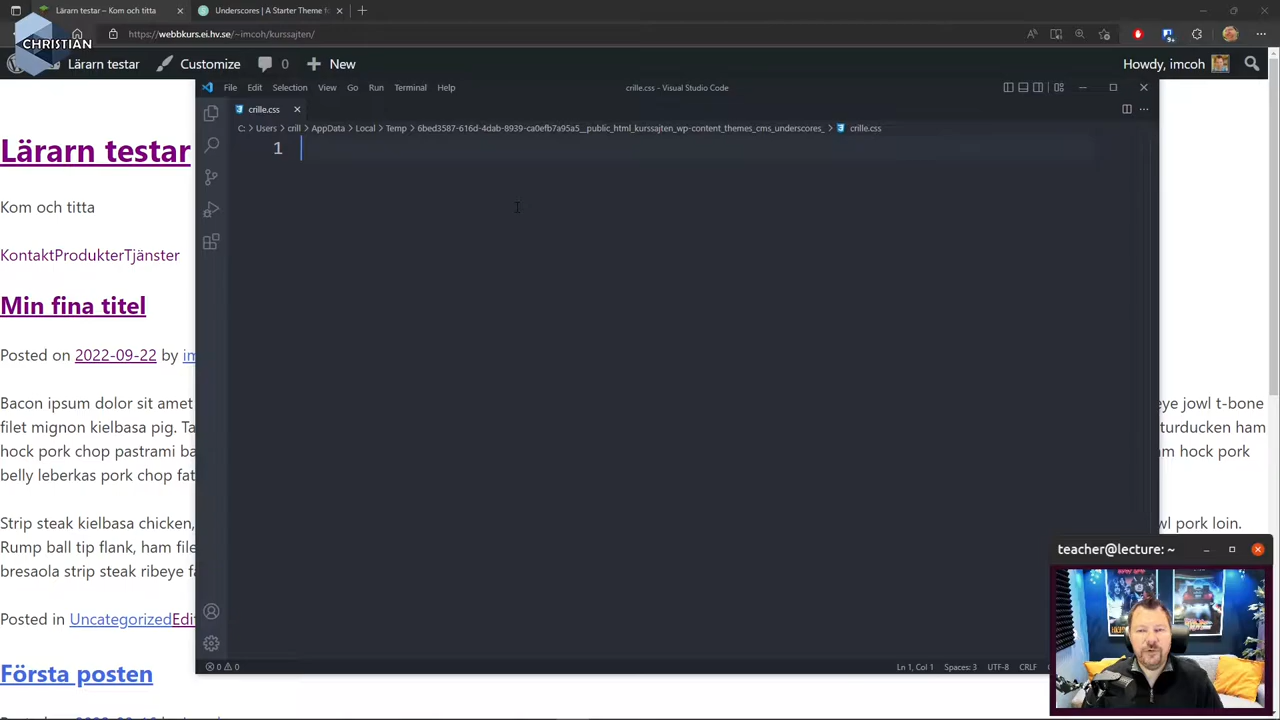 Lärarn testar – Kom och titta
Underscores | A Starter Theme for
https://webbkurs.ei.hv.se/~imcoh/kurssajten/
CHRISTIAN
Lärarn testar Customize 0 New Howdy, imcoh
File Edit Selection View Go Run Terminal Help crille.css - Visual Studio Code
crille.css
C: > Users > crill > AppData > Local > Temp > 6bed3587-616d-4dab-8939-ca0efb7a95a5__public_html_kurssajten_wp-content_themes_cms_underscores_ > crille.css
1
Lärarn testar
Kom och titta
KontaktProdukterTjänster
Min fina titel
Posted on 2022-09-22 by
Bacon ipsum dolor sit amet eye jowl t-bone
filet mignon kielbasa pig. turducken ham
hock pork chop pastrami hock pork
belly leberkas pork chop
Strip steak kielbasa chicken, pork loin.
Rump ball tip flank, ham
bresaola strip steak ribeye
Posted in Uncategorized
Första posten
0 0 Ln 1, Col 1 Spaces: 3 UTF-8 CRLF
teacher@lecture: ~